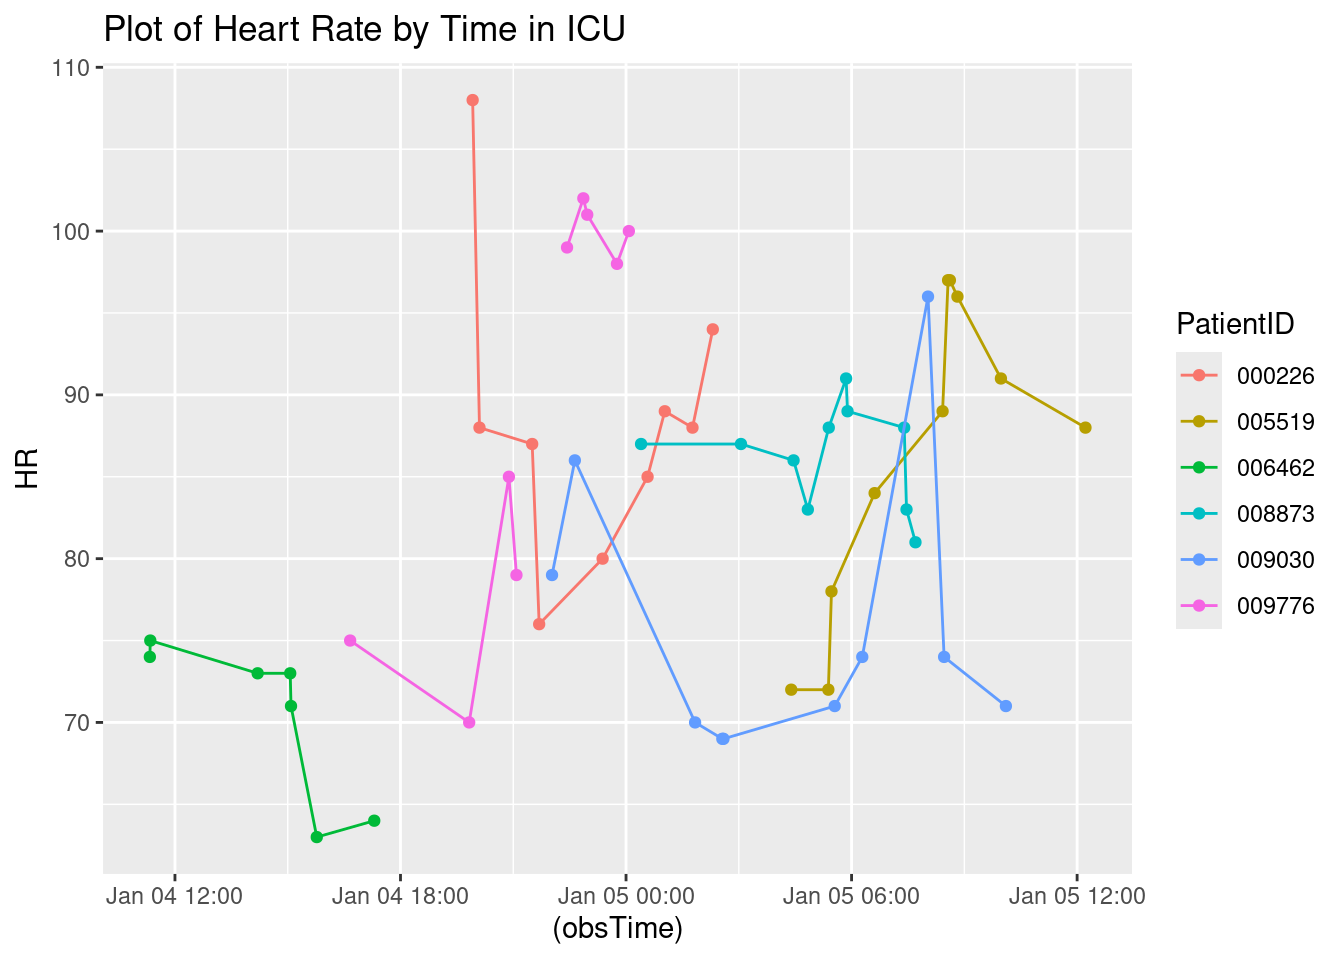 Plot of Heart Rate by Time in ICU
110
100
90
80
70
HR
Jan 04 12:00
Jan 04 18:00
Jan 05 00:00
Jan 05 06:00
Jan 05 12:00
(obsTime)
PatientID
000226
005519
006462
008873
009030
009776